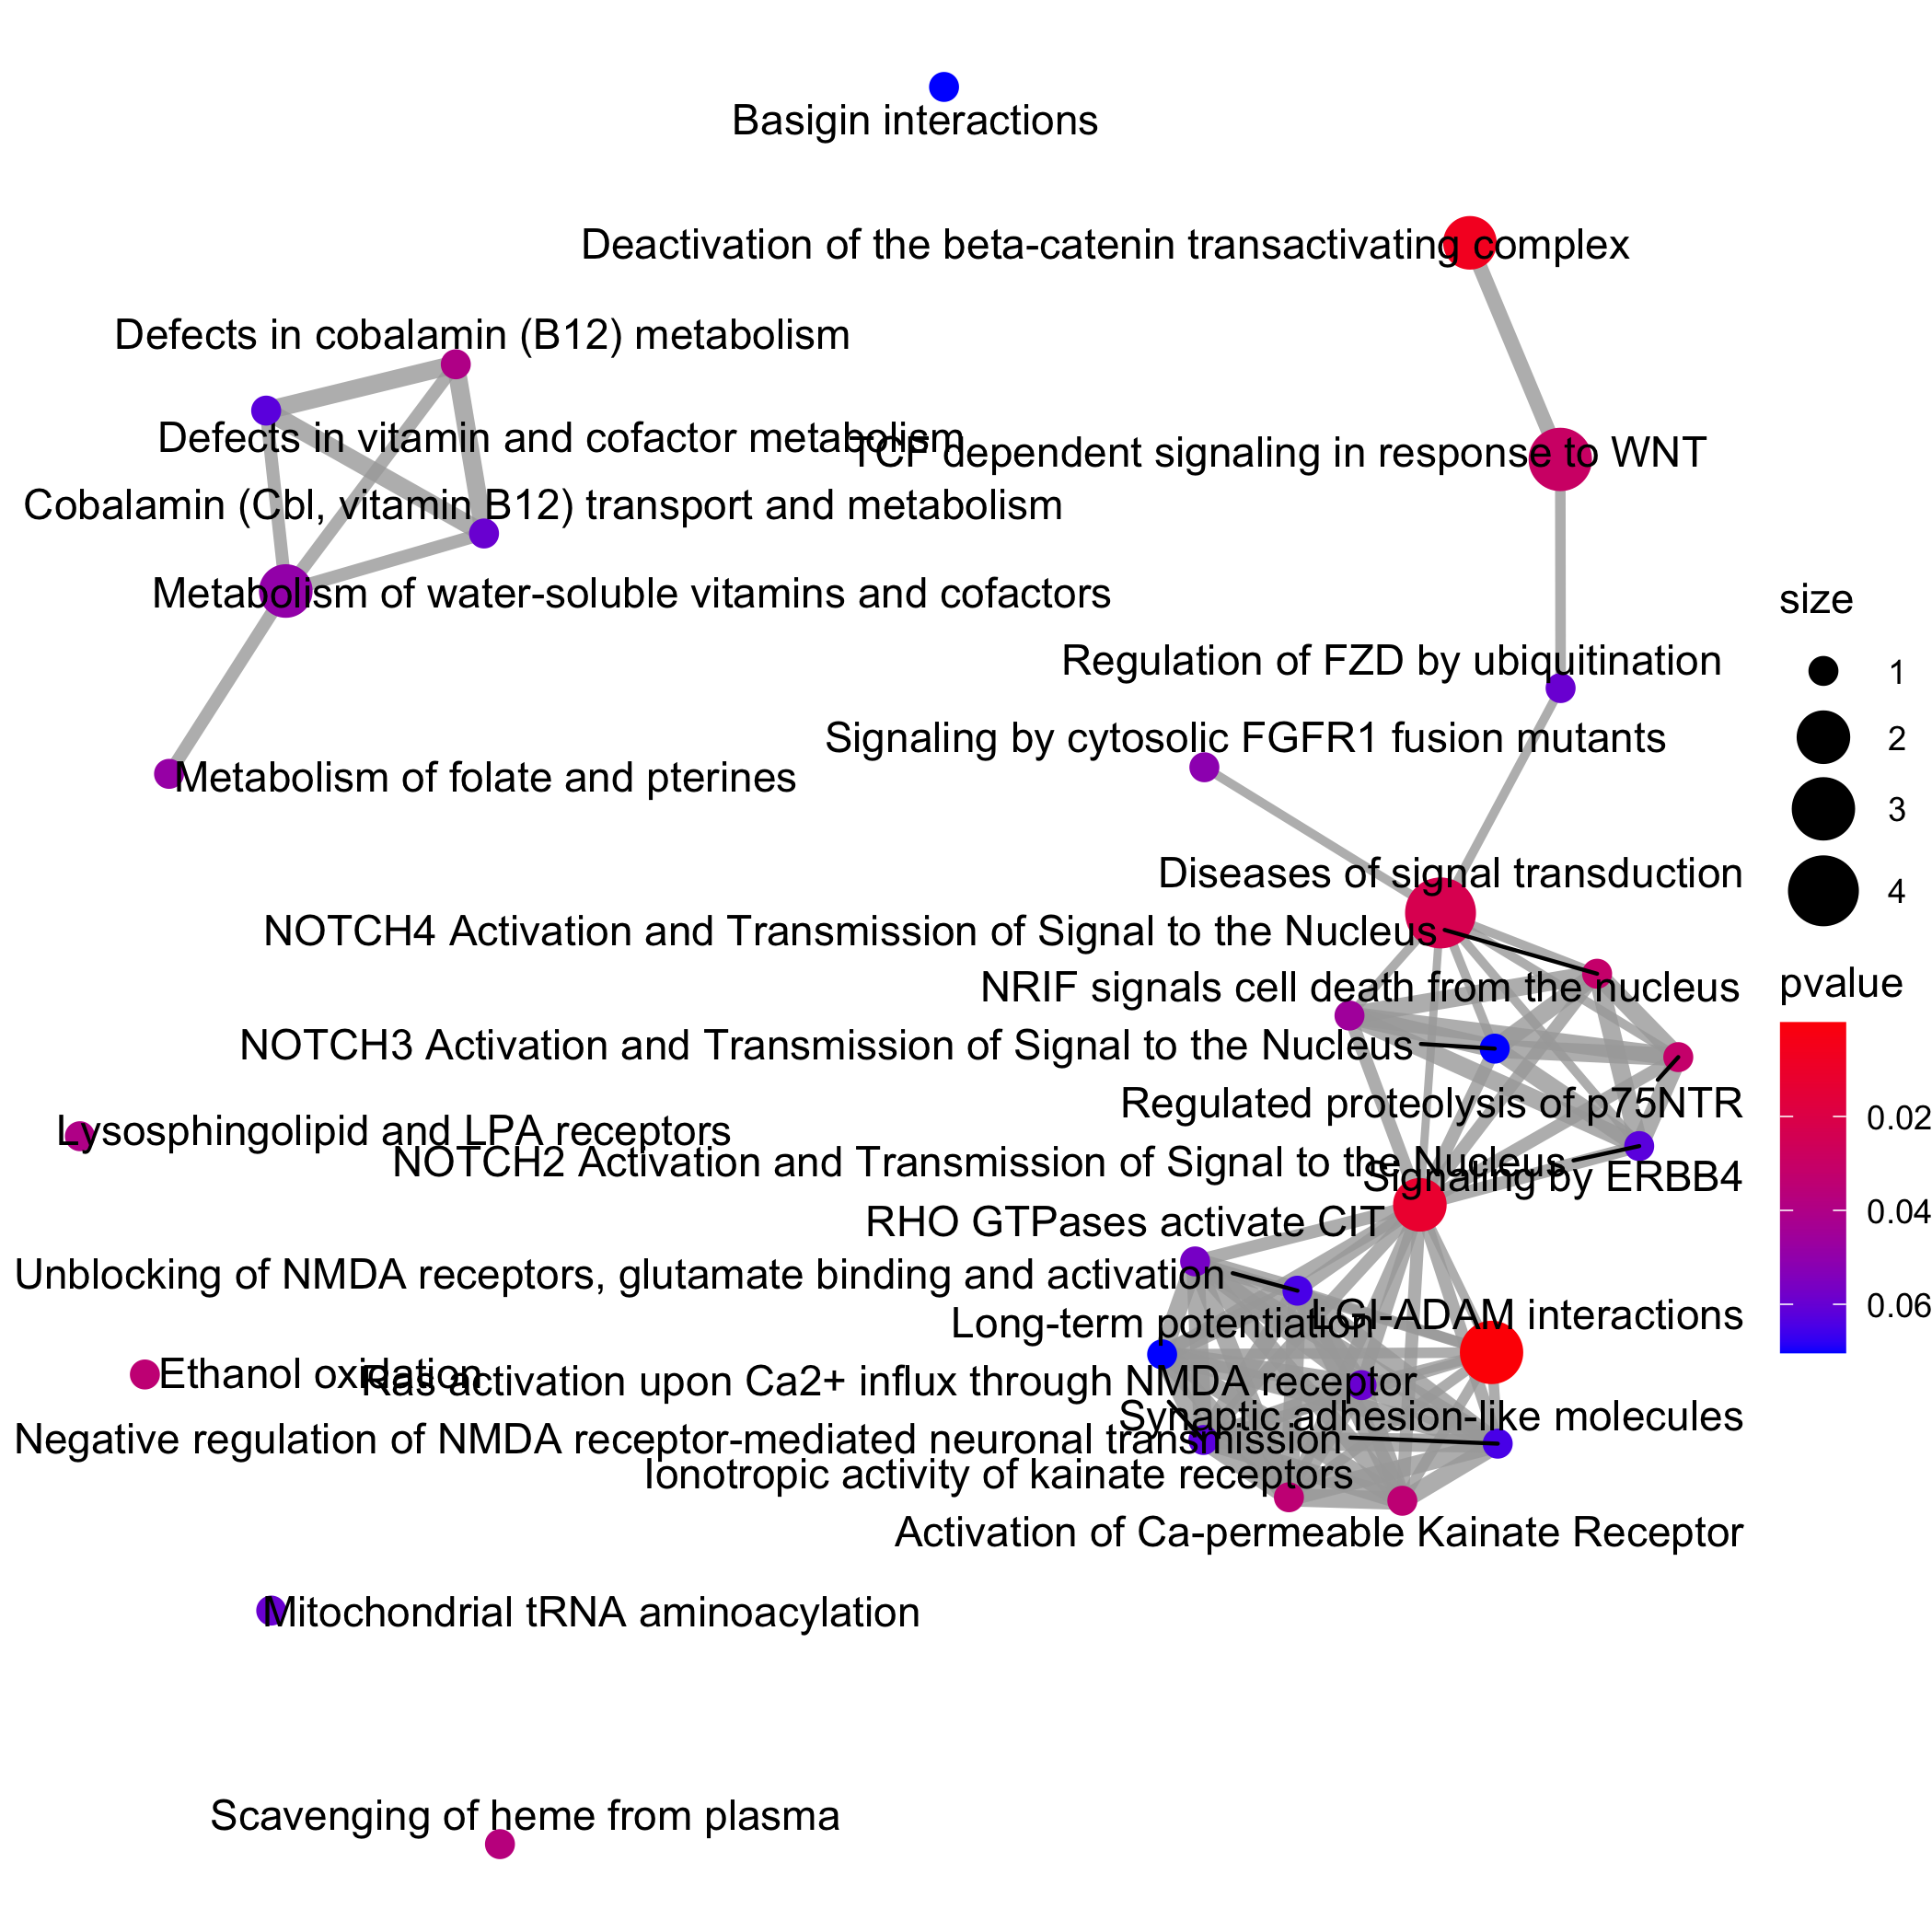 Basigin interactions
Deactivation of the beta-catenin transactivating complex
Defects in cobalamin (B12) metabolism
Defects in vitamin and cofactor metabolism
TCF dependent signaling in response to WNT
Cobalamin (Cbl, vitamin B12) transport and metabolism
Metabolism of water-soluble vitamins and cofactors
Regulation of FZD by ubiquitination
Signaling by cytosolic FGFR1 fusion mutants
Metabolism of folate and pterines
Diseases of signal transduction
NOTCH4 Activation and Transmission of Signal to the Nucleus
NRIF signals cell death from the nucleus
NOTCH3 Activation and Transmission of Signal to the Nucleus
Regulated proteolysis of p75NTR
Lysosphingolipid and LPA receptors
NOTCH2 Activation and Transmission of Signal to the Nucleus
Signaling by ERBB4
RHO GTPases activate CIT
Unblocking of NMDA receptors, glutamate binding and activation
LGI-ADAM interactions
Long-term potentiation
Ethanol oxidation
Ras activation upon Ca2+ influx through NMDA receptor
Synaptic adhesion-like molecules
Negative regulation of NMDA receptor-mediated neuronal transmission
Ionotropic activity of kainate receptors
Activation of Ca-permeable Kainate Receptor
Mitochondrial tRNA aminoacylation
Scavenging of heme from plasma
size
1
2
3
4
pvalue
0.02
0.04
0.06